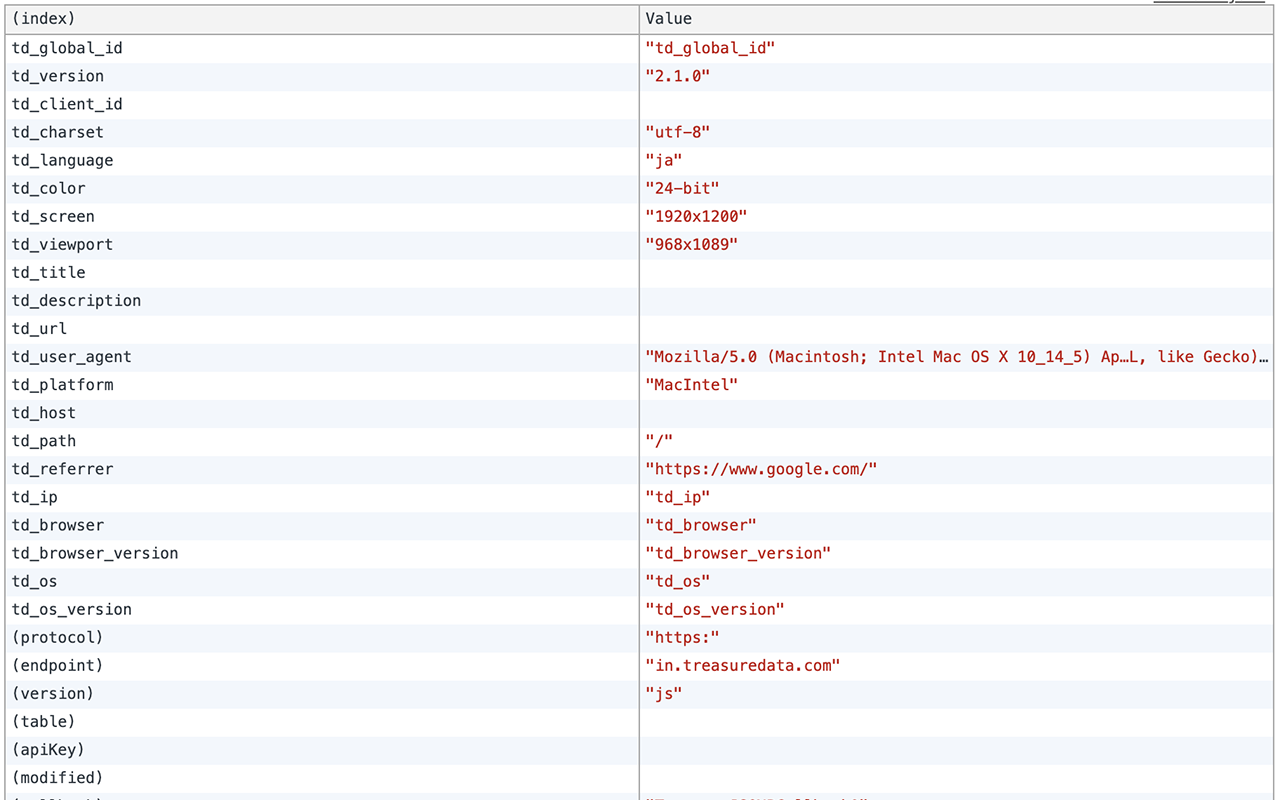 (index) Value
td_global_id "td_global_id"
td_version "2.1.0"
td_client_id
td_charset "utf-8"
td_language "ja"
td_color "24-bit"
td_screen "1920x1200"
td_viewport "968x1089"
td_title
td_description
td_url
td_user_agent "Mozilla/5.0 (Macintosh; Intel Mac OS X 10_14_5) Ap…L, like Gecko)…
td_platform "MacIntel"
td_host
td_path "/"
td_referrer "https://www.google.com/"
td_ip "td_ip"
td_browser "td_browser"
td_browser_version "td_browser_version"
td_os "td_os"
td_os_version "td_os_version"
(protocol) "https:"
(endpoint) "in.treasuredata.com"
(version) "js"
(table)
(apiKey)
(modified)